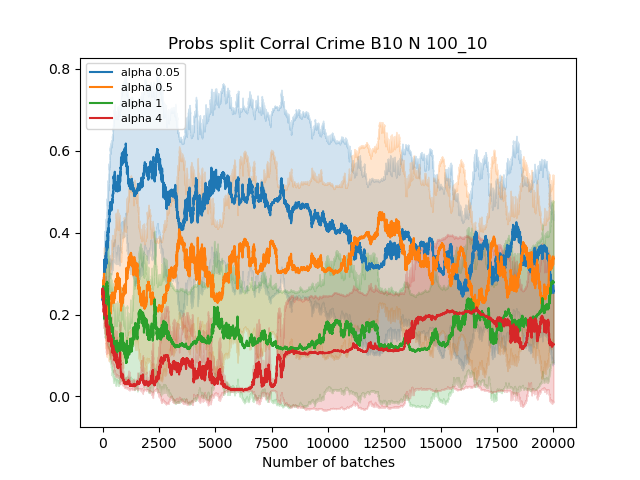 Probs split Corral Crime B10 N 100_10
alpha 0.05
alpha 0.5
alpha 1
alpha 4
0.8
0.6
0.4
0.2
0.0
0 2500 5000 7500 10000 12500 15000 17500 20000
Number of batches